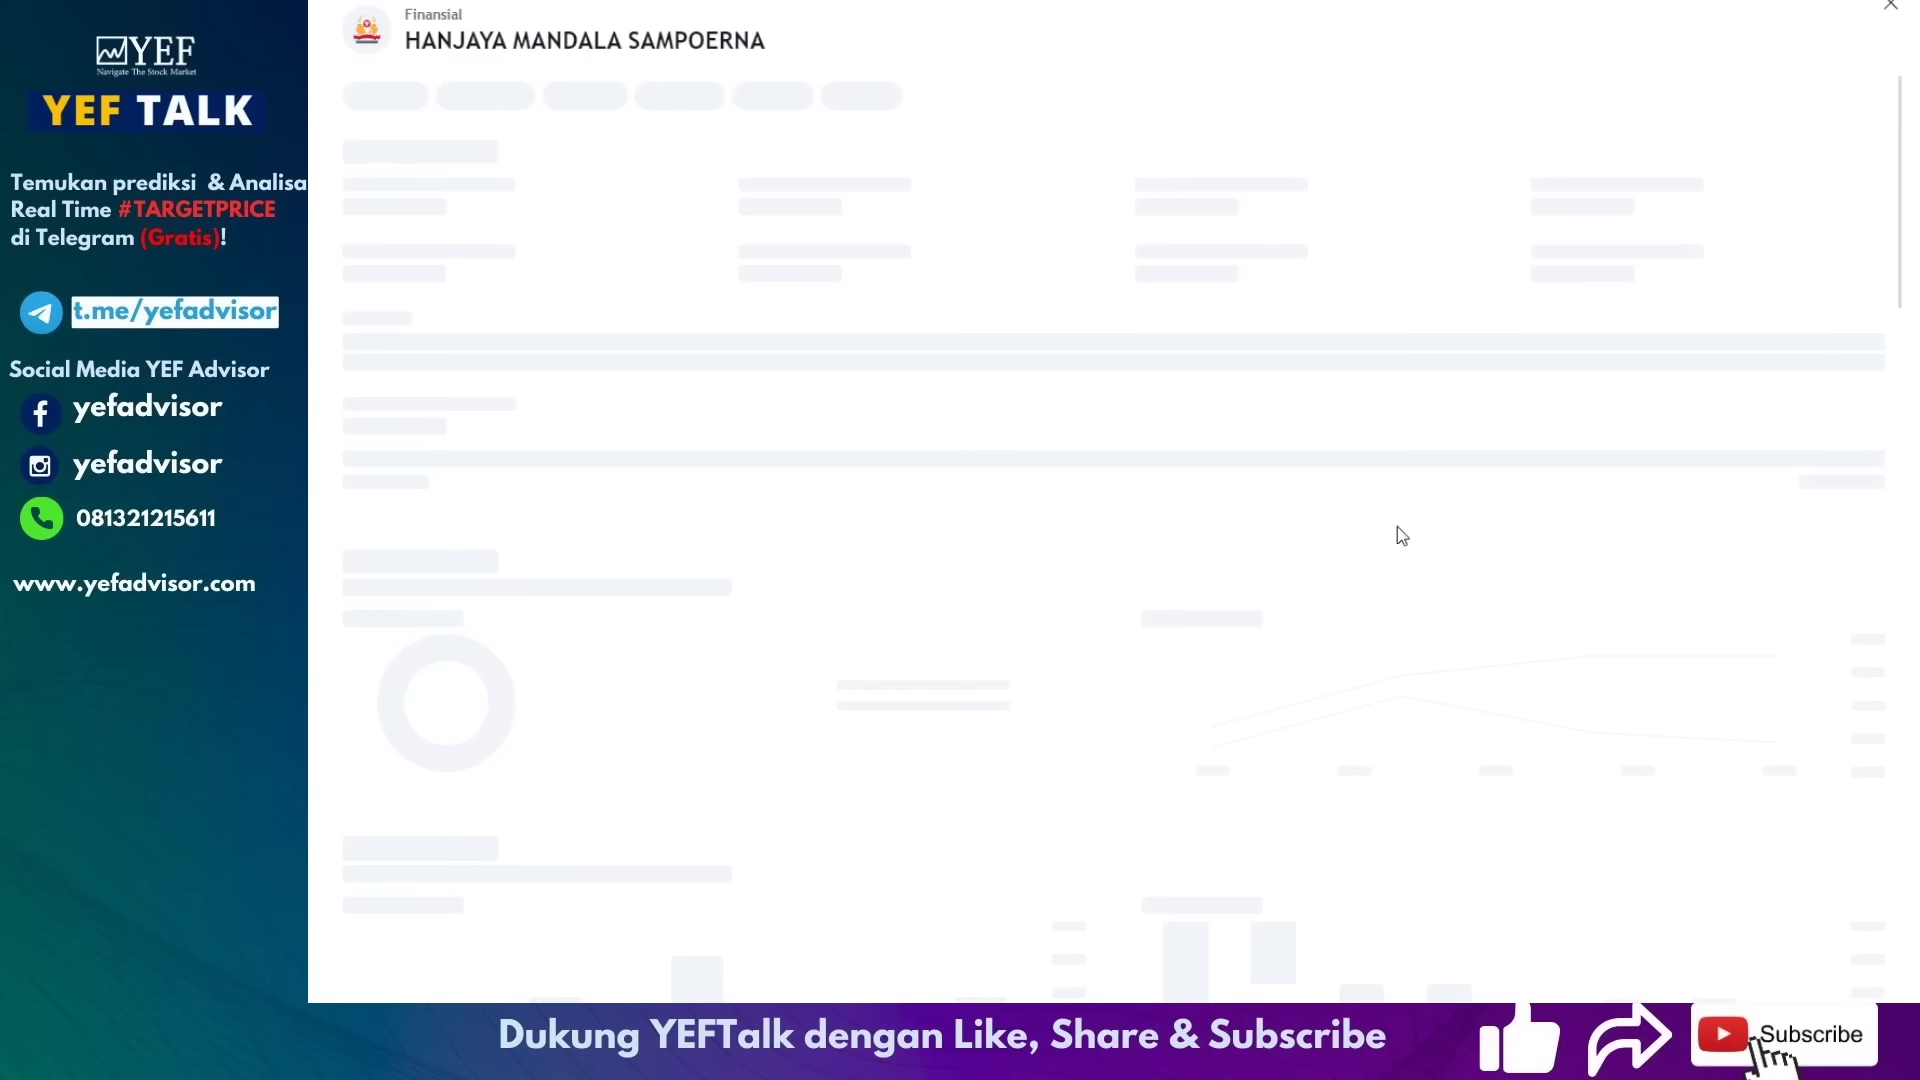 YEF
Navigate The Stock Market
YEF TALK
Temukan prediksi & Analisa
Real Time #TARGETPRICE
di Telegram (Gratis)!
t.me/yefadvisor
Social Media YEF Advisor
yefadvisor
yefadvisor
081321215611
www.yefadvisor.com
Finansial
HANJAYA MANDALA SAMPOERNA
Dukung YEFTalk dengan Like, Share & Subscribe
Subscribe